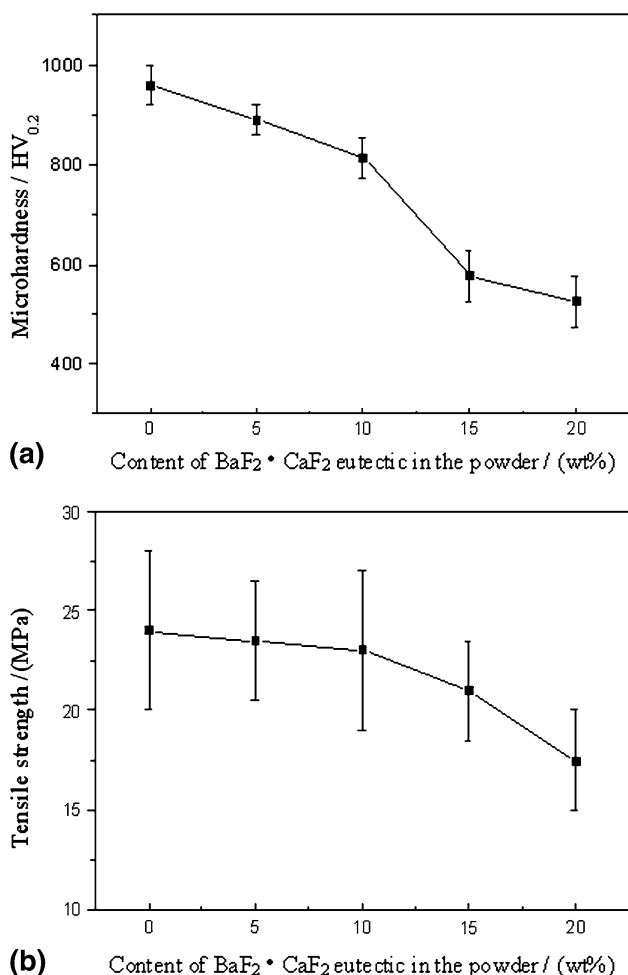 1000
800
600
400
Microhardness / HV0.2
0 5 10 15 20
(a) Content of BaF2 • CaF2 eutectic in the powder / (wt%)
30
25
20
15
10
Tensile strength /(MPa)
0 5 10 15 20
(b) Content of BaF2 • CaF2 eutectic in the powder / (wt%)